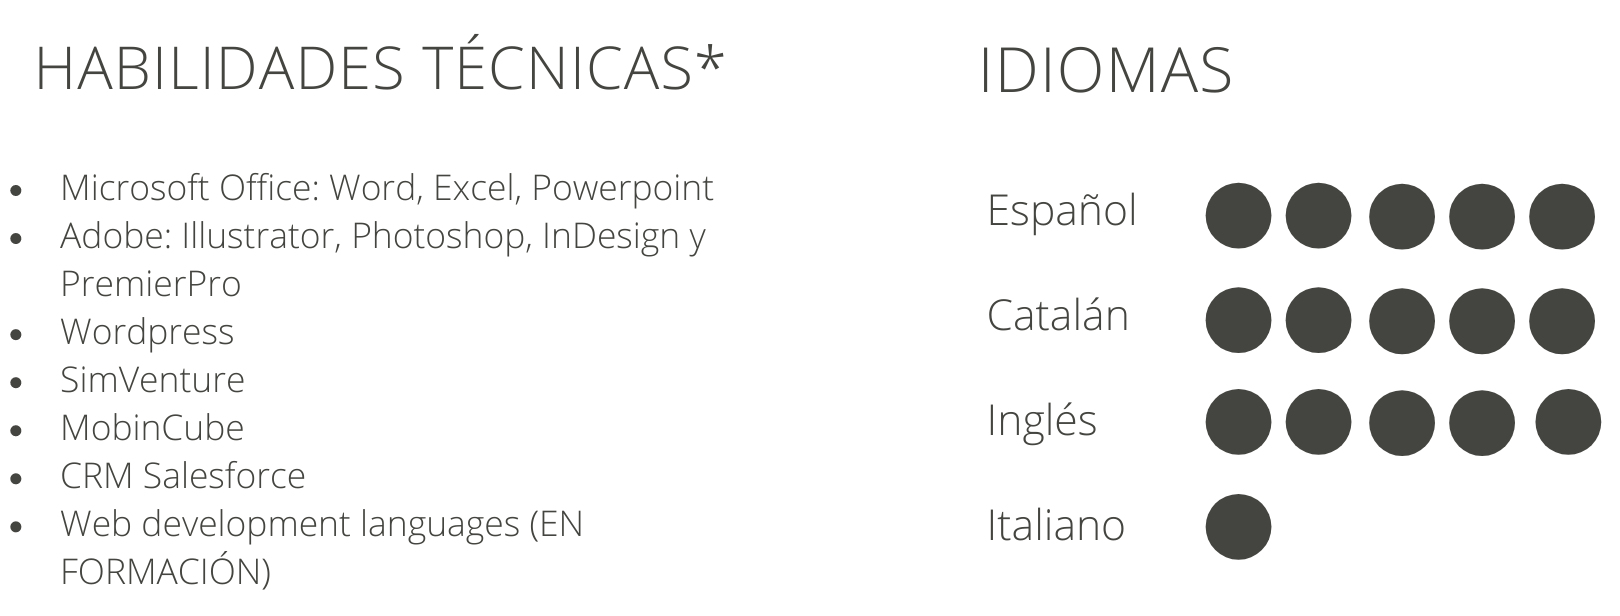 HABILIDADES TÉCNICAS*
Microsoft Office: Word, Excel, Powerpoint
Adobe: Illustrator, Photoshop, InDesign y
PremierPro
Wordpress
SimVenture
MobinCube
CRM Salesforce
Web development languages (EN
FORMACIÓN)
IDIOMAS
Español
Catalán
Inglés
Italiano